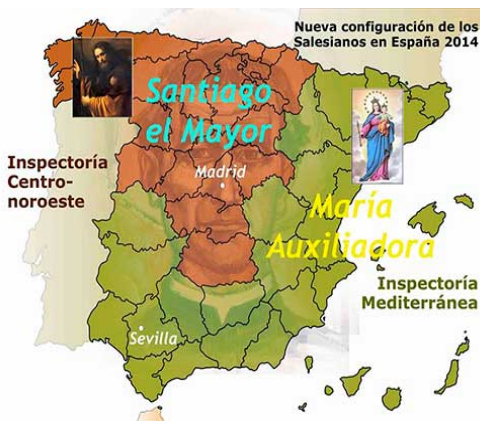 Nueva configuración de los
Salesianos en España 2014
Santiago
el Mayor
Inspectoría
Centro-
noroeste
Madrid
María
Auxiliadora
Inspectoría
Mediterránea
Sevilla